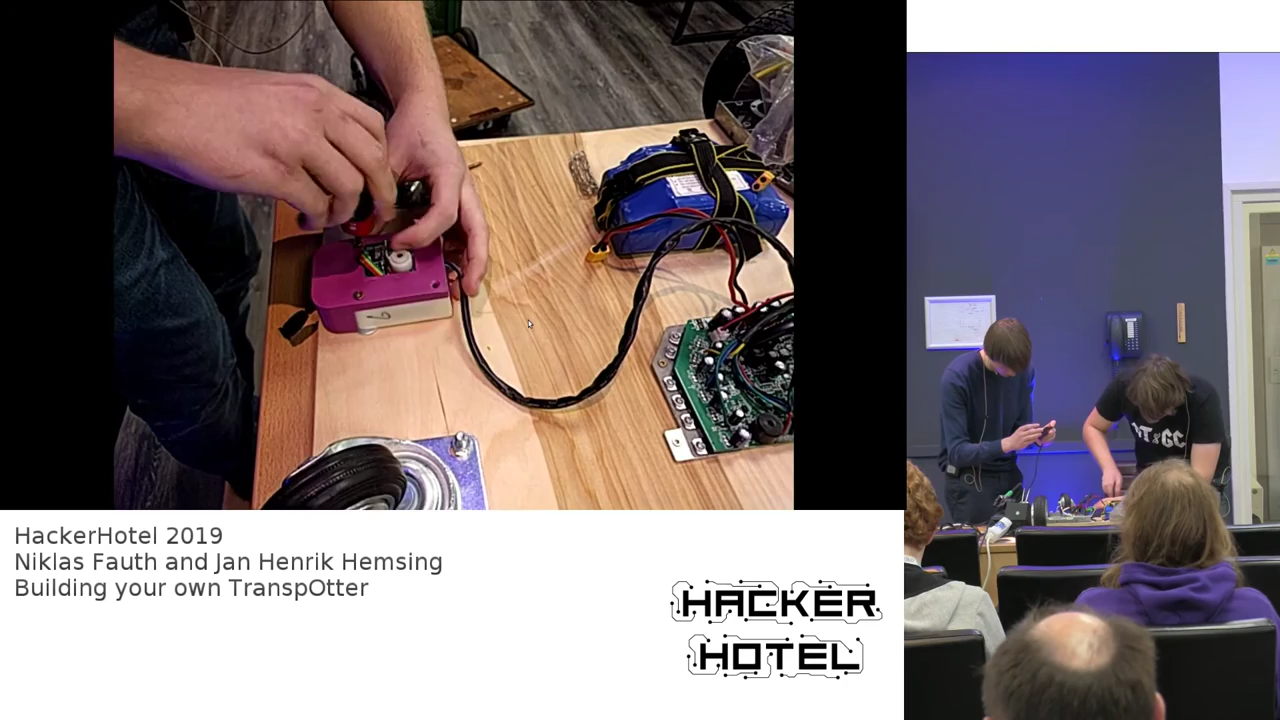 HackerHotel 2019
Niklas Fauth and Jan Henrik Hemsing
Building your own TranspOtter
HACKER
HOTEL